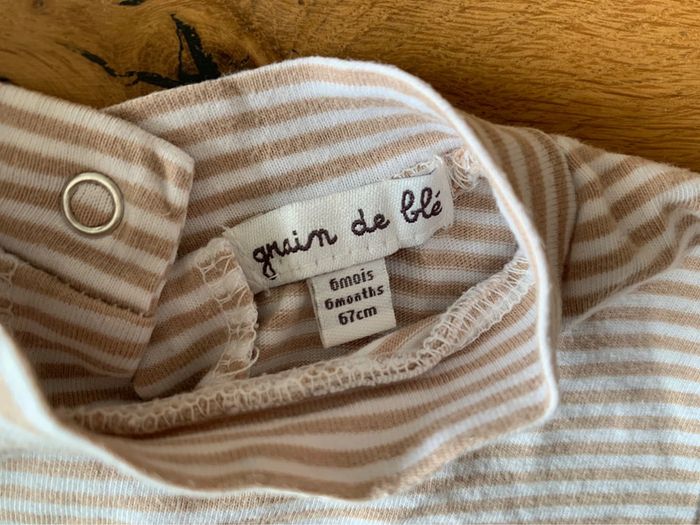 grain de blé
6mois
6months
67cm